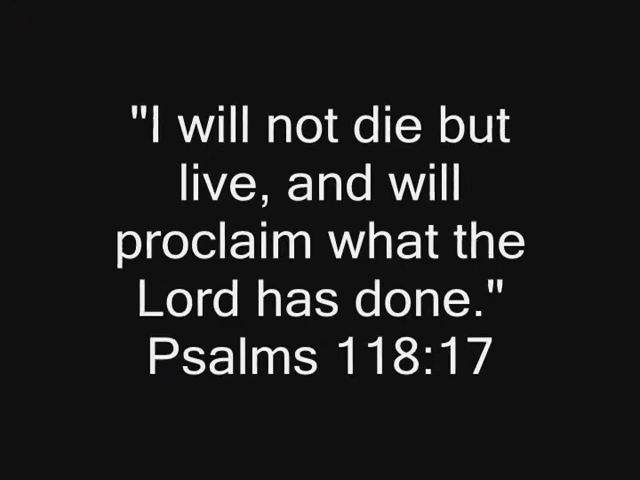 "I will not die but
live, and will
proclaim what the
Lord has done."
Psalms 118:17